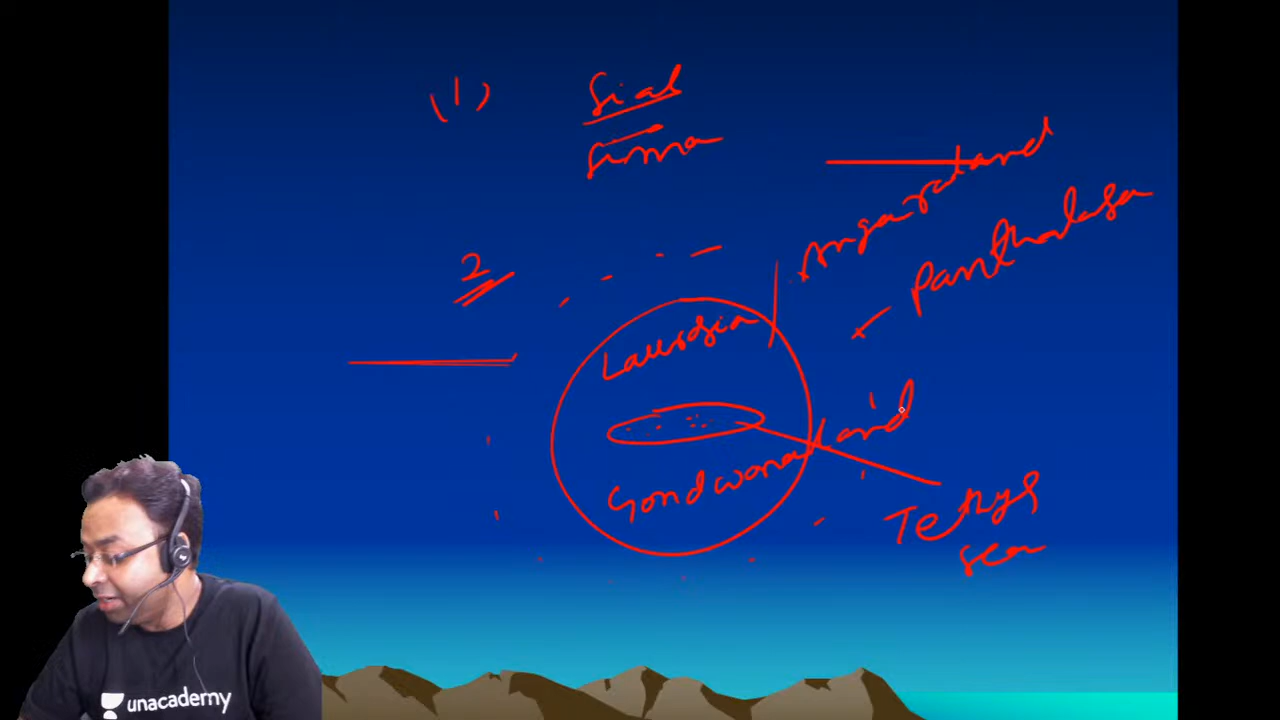 (1) Sial
Sima
Angaraland
Panthalasa
2
Laurasia
Gondwanaland
Tethys
sea
unacademy